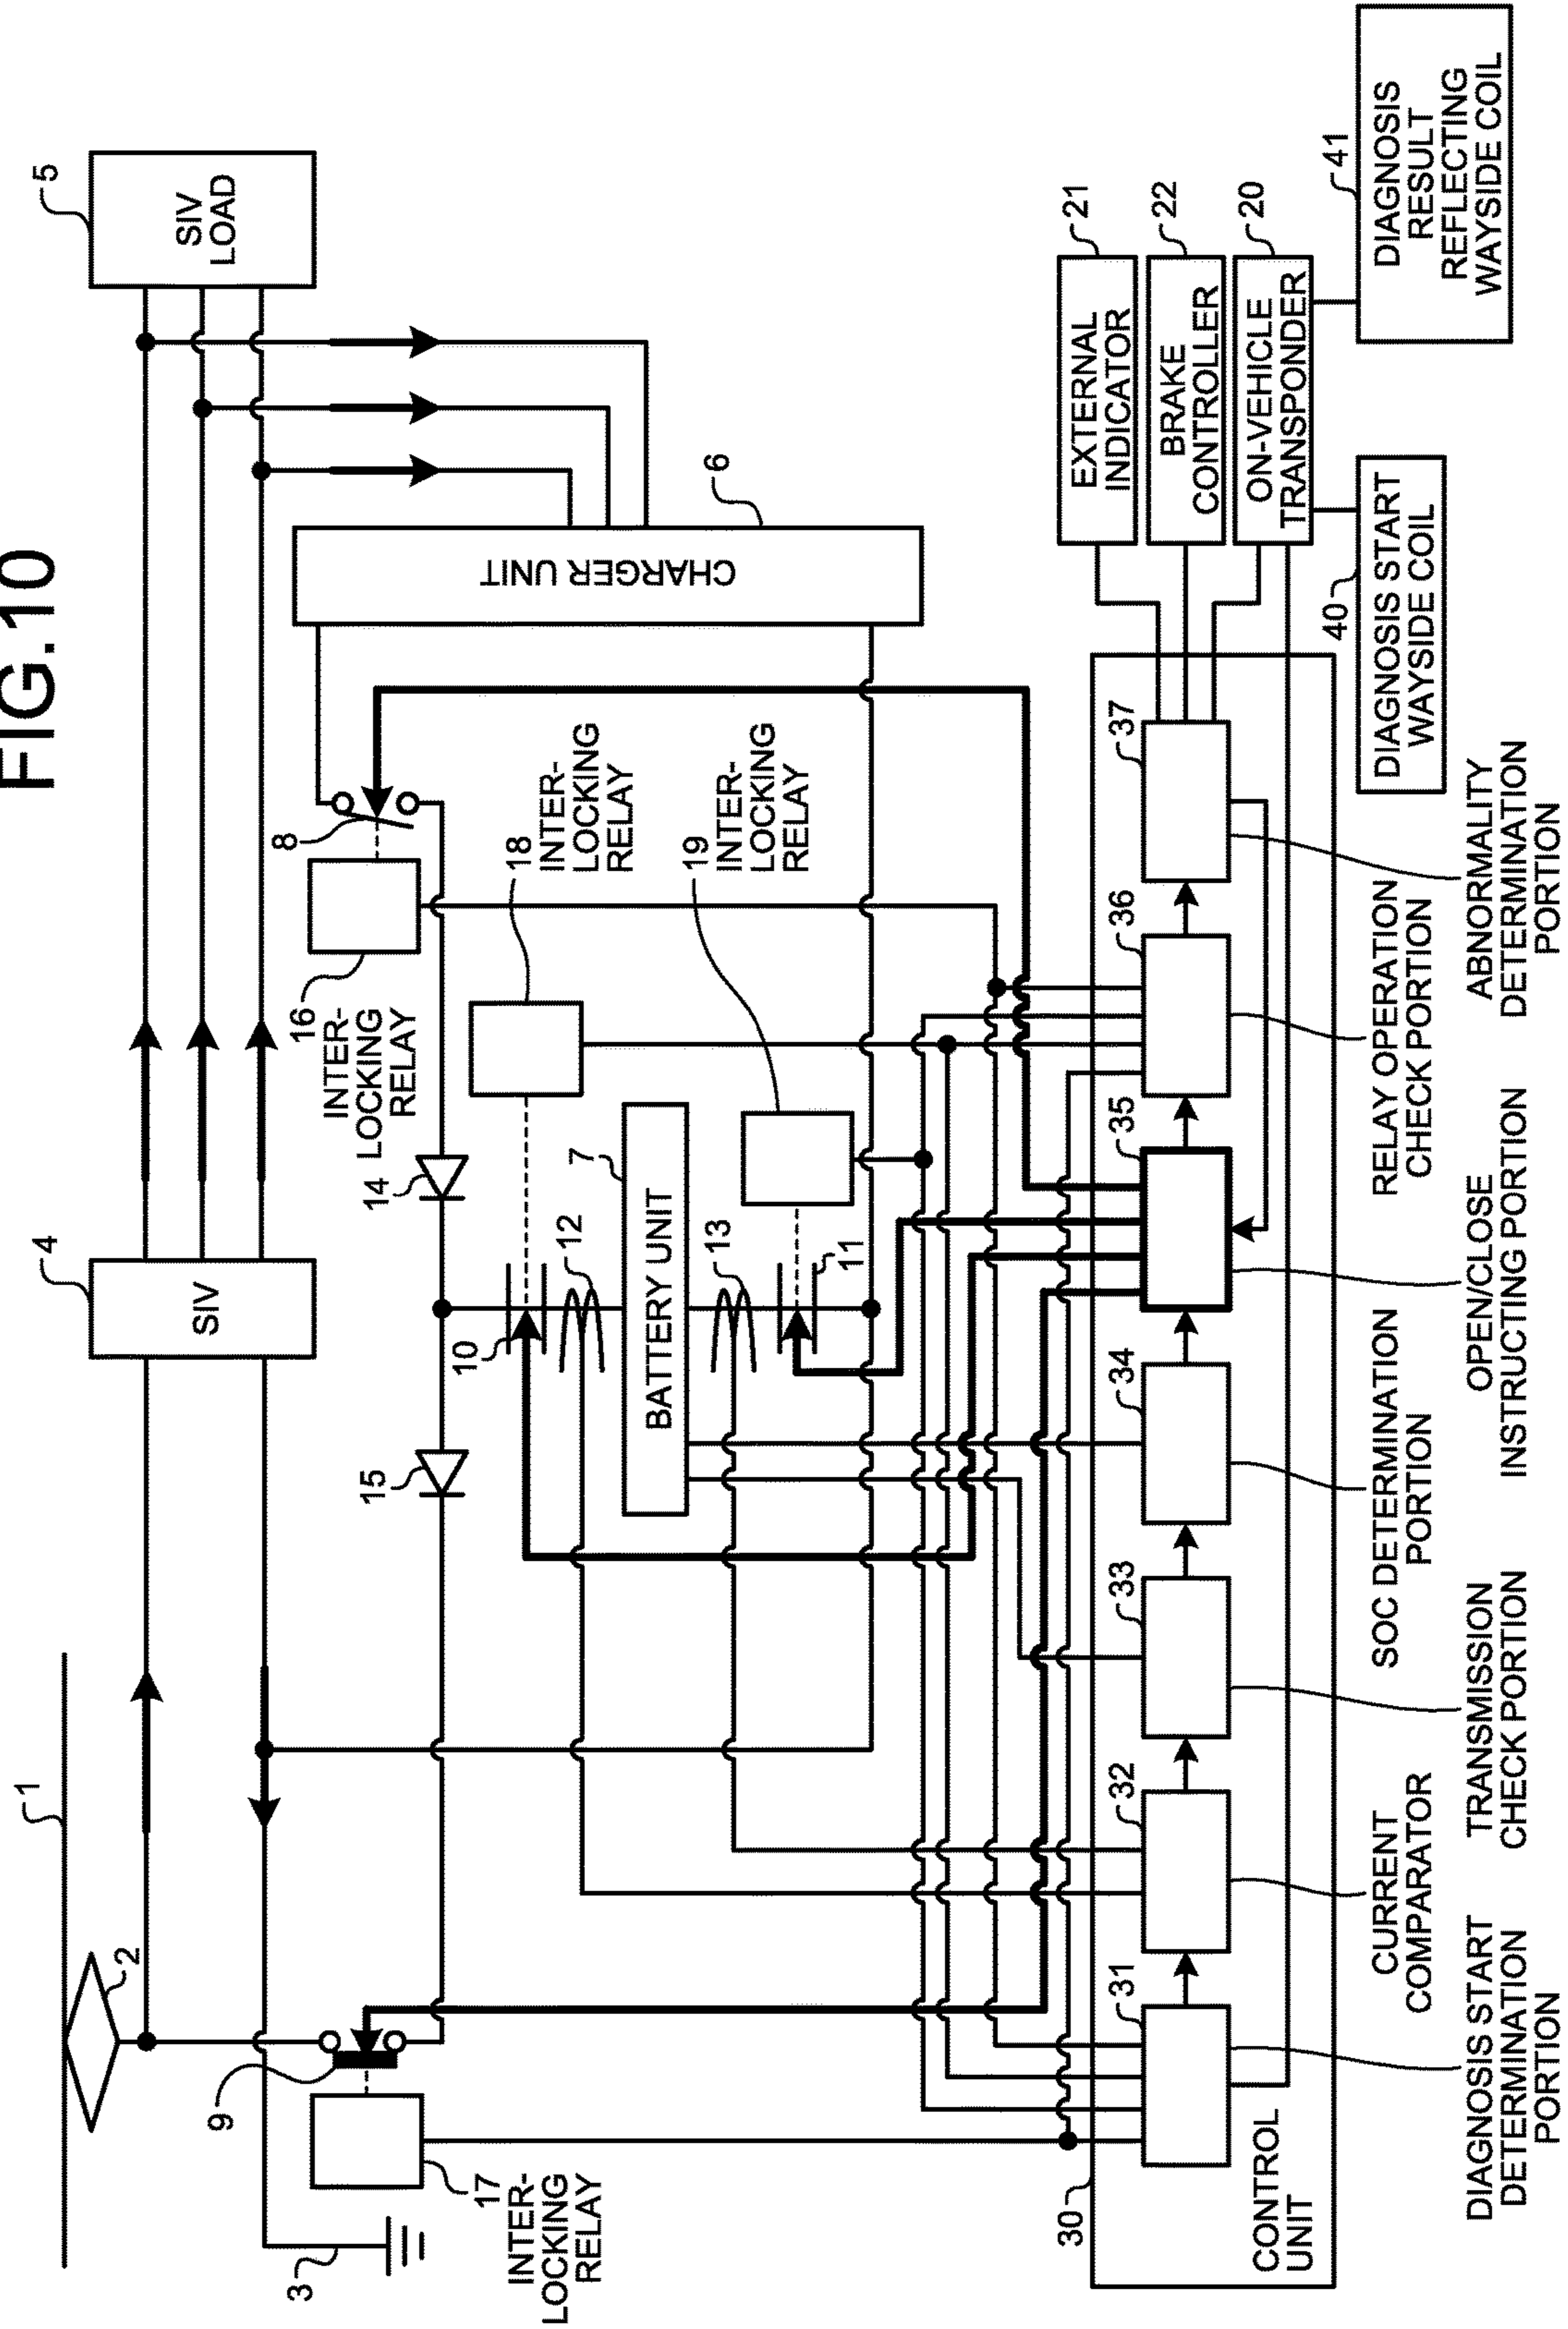 FIG.10
1
2
3
4
SIV
5
SIV
LOAD
6
CHARGER UNIT
8
9
16
INTER-
LOCKING
RELAY
17
INTER-
LOCKING
RELAY
18
INTER-
LOCKING
RELAY
19
INTER-
LOCKING
RELAY
14
15
10
12
7
BATTERY UNIT
13
11
21
EXTERNAL
INDICATOR
22
BRAKE
CONTROLLER
20
ON-VEHICLE
TRANSPONDER
41
DIAGNOSIS
RESULT
REFLECTING
WAYSIDE COIL
40
DIAGNOSIS START
WAYSIDE COIL
30
CONTROL
UNIT
31
32
33
34
35
36
37
DIAGNOSIS START
DETERMINATION
PORTION
CURRENT
COMPARATOR
TRANSMISSION
CHECK PORTION
SOC DETERMINATION
PORTION
OPEN/CLOSE
INSTRUCTING PORTION
RELAY OPERATION
CHECK PORTION
ABNORMALITY
DETERMINATION
PORTION